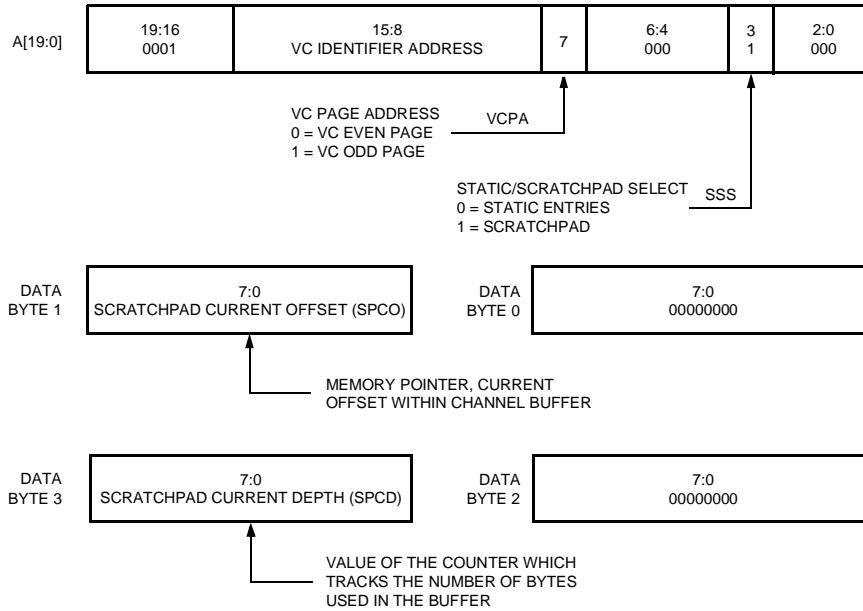 A[19:0]
19:16
0001
15:8
VC IDENTIFIER ADDRESS
7
6:4
000
3
1
2:0
000
VC PAGE ADDRESS
0 = VC EVEN PAGE
1 = VC ODD PAGE
VCPA
STATIC/SCRATCHPAD SELECT
0 = STATIC ENTRIES
1 = SCRATCHPAD
SSS
DATA
BYTE 1
7:0
SCRATCHPAD CURRENT OFFSET (SPCO)
DATA
BYTE 0
7:0
00000000
MEMORY POINTER, CURRENT
OFFSET WITHIN CHANNEL BUFFER
DATA
BYTE 3
7:0
SCRATCHPAD CURRENT DEPTH (SPCD)
DATA
BYTE 2
7:0
00000000
VALUE OF THE COUNTER WHICH
TRACKS THE NUMBER OF BYTES
USED IN THE BUFFER